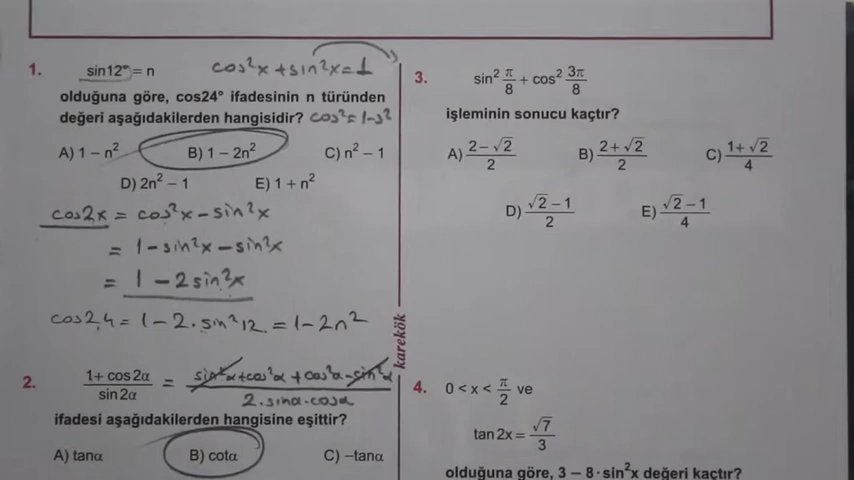 1. sin12° = n cos²x + sin²x = 1
olduğuna göre, cos24° ifadesinin n türünden
değeri aşağıdakilerden hangisidir? cos² = 1-s²
A) 1 – n² B) 1 – 2n² C) n² – 1
D) 2n² – 1 E) 1 + n²
cos2x = cos²x - sin²x
= 1 - sin²x - sin²x
= 1 - 2sin²x
cos2,4 = 1 - 2. sin²12 = 1 - 2n²
2. 1 + cos2α / sin2α = sin²α + cos²α + cos²α - sin²α / 2.sinα.cosα
ifadesi aşağıdakilerden hangisine eşittir?
A) tanα B) cotα C) –tanα
karekök
3. sin² π/8 + cos² 3π/8
işleminin sonucu kaçtır?
A) 2 – √2 / 2 B) 2 + √2 / 2 C) 1 + √2 / 4
D) √2 – 1 / 2 E) √2 – 1 / 4
4. 0 < x < π/2 ve
tan 2x = √7 / 3
olduğuna göre, 3 – 8 · sin²x değeri kaçtır?